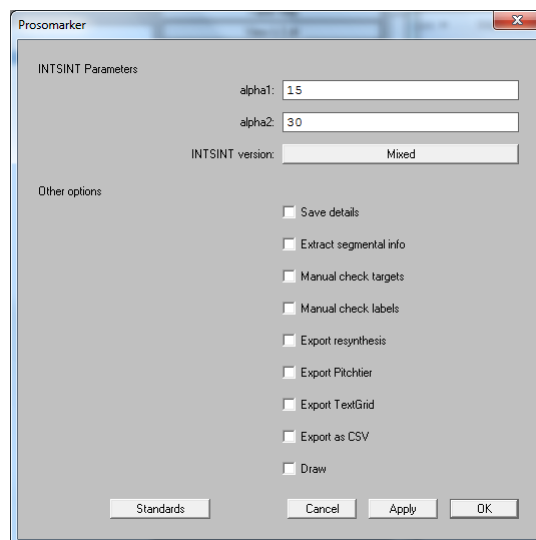 Prosomarker
INTSINT Parameters
alpha1: 15
alpha2: 30
INTSINT version: Mixed
Other options
Save details
Extract segmental info
Manual check targets
Manual check labels
Export resynthesis
Export Pitchtier
Export TextGrid
Export as CSV
Draw
Standards Cancel Apply OK